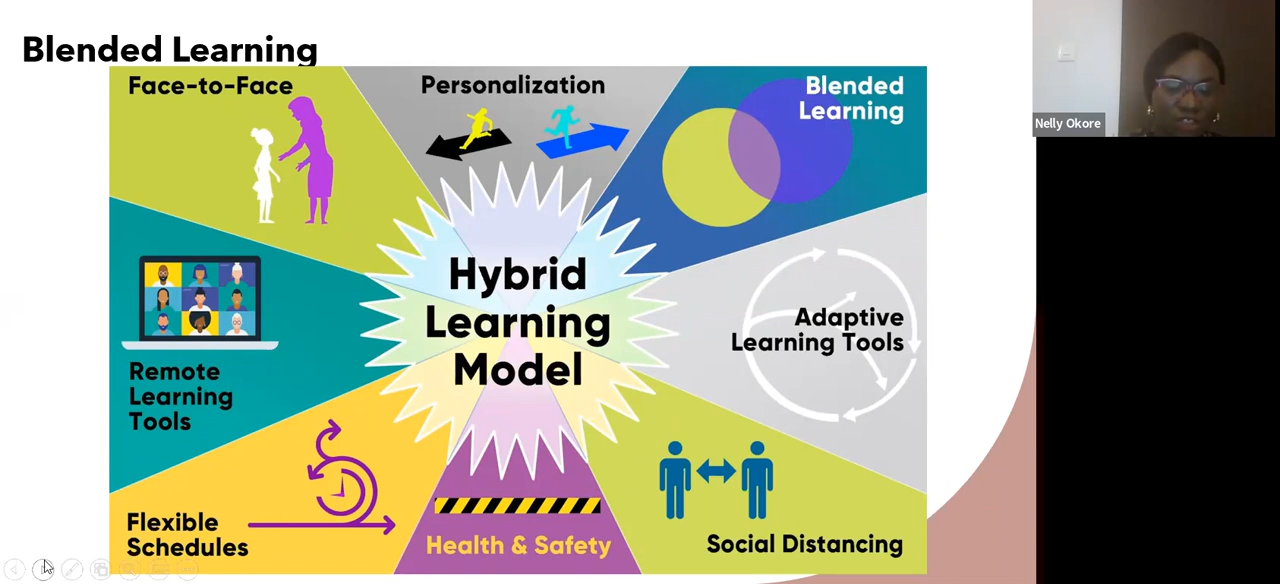 Blended Learning
Face-to-Face
Personalization
Blended
Learning
Nelly Okore
Hybrid
Learning
Model
Adaptive
Learning Tools
Remote
Learning
Tools
Flexible
Schedules
Health & Safety
Social Distancing